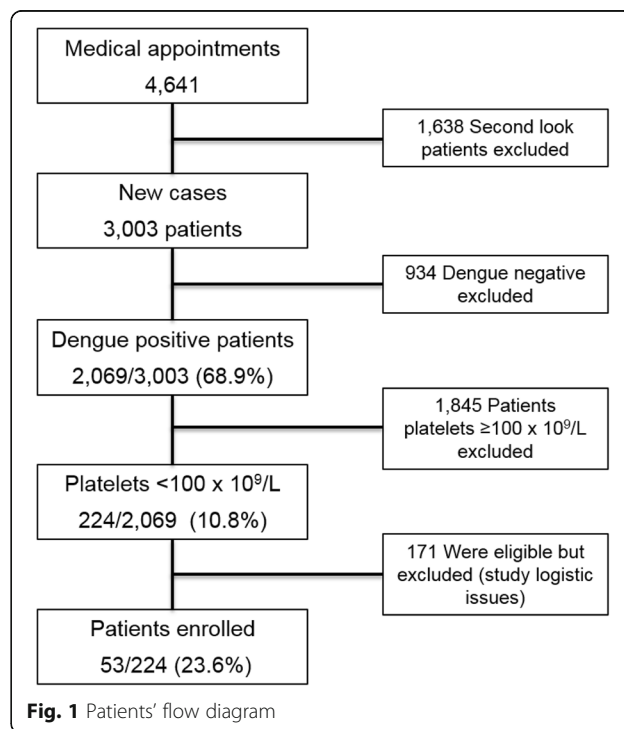 Medical appointments
4,641
1,638 Second look
patients excluded
New cases
3,003 patients
934 Dengue negative
excluded
Dengue positive patients
2,069/3,003 (68.9%)
1,845 Patients
platelets ≥100 x 10⁹/L
excluded
Platelets <100 x 10⁹/L
224/2,069 (10.8%)
171 Were eligible but
excluded (study logistic
issues)
Patients enrolled
53/224 (23.6%)
Fig. 1 Patients' flow diagram